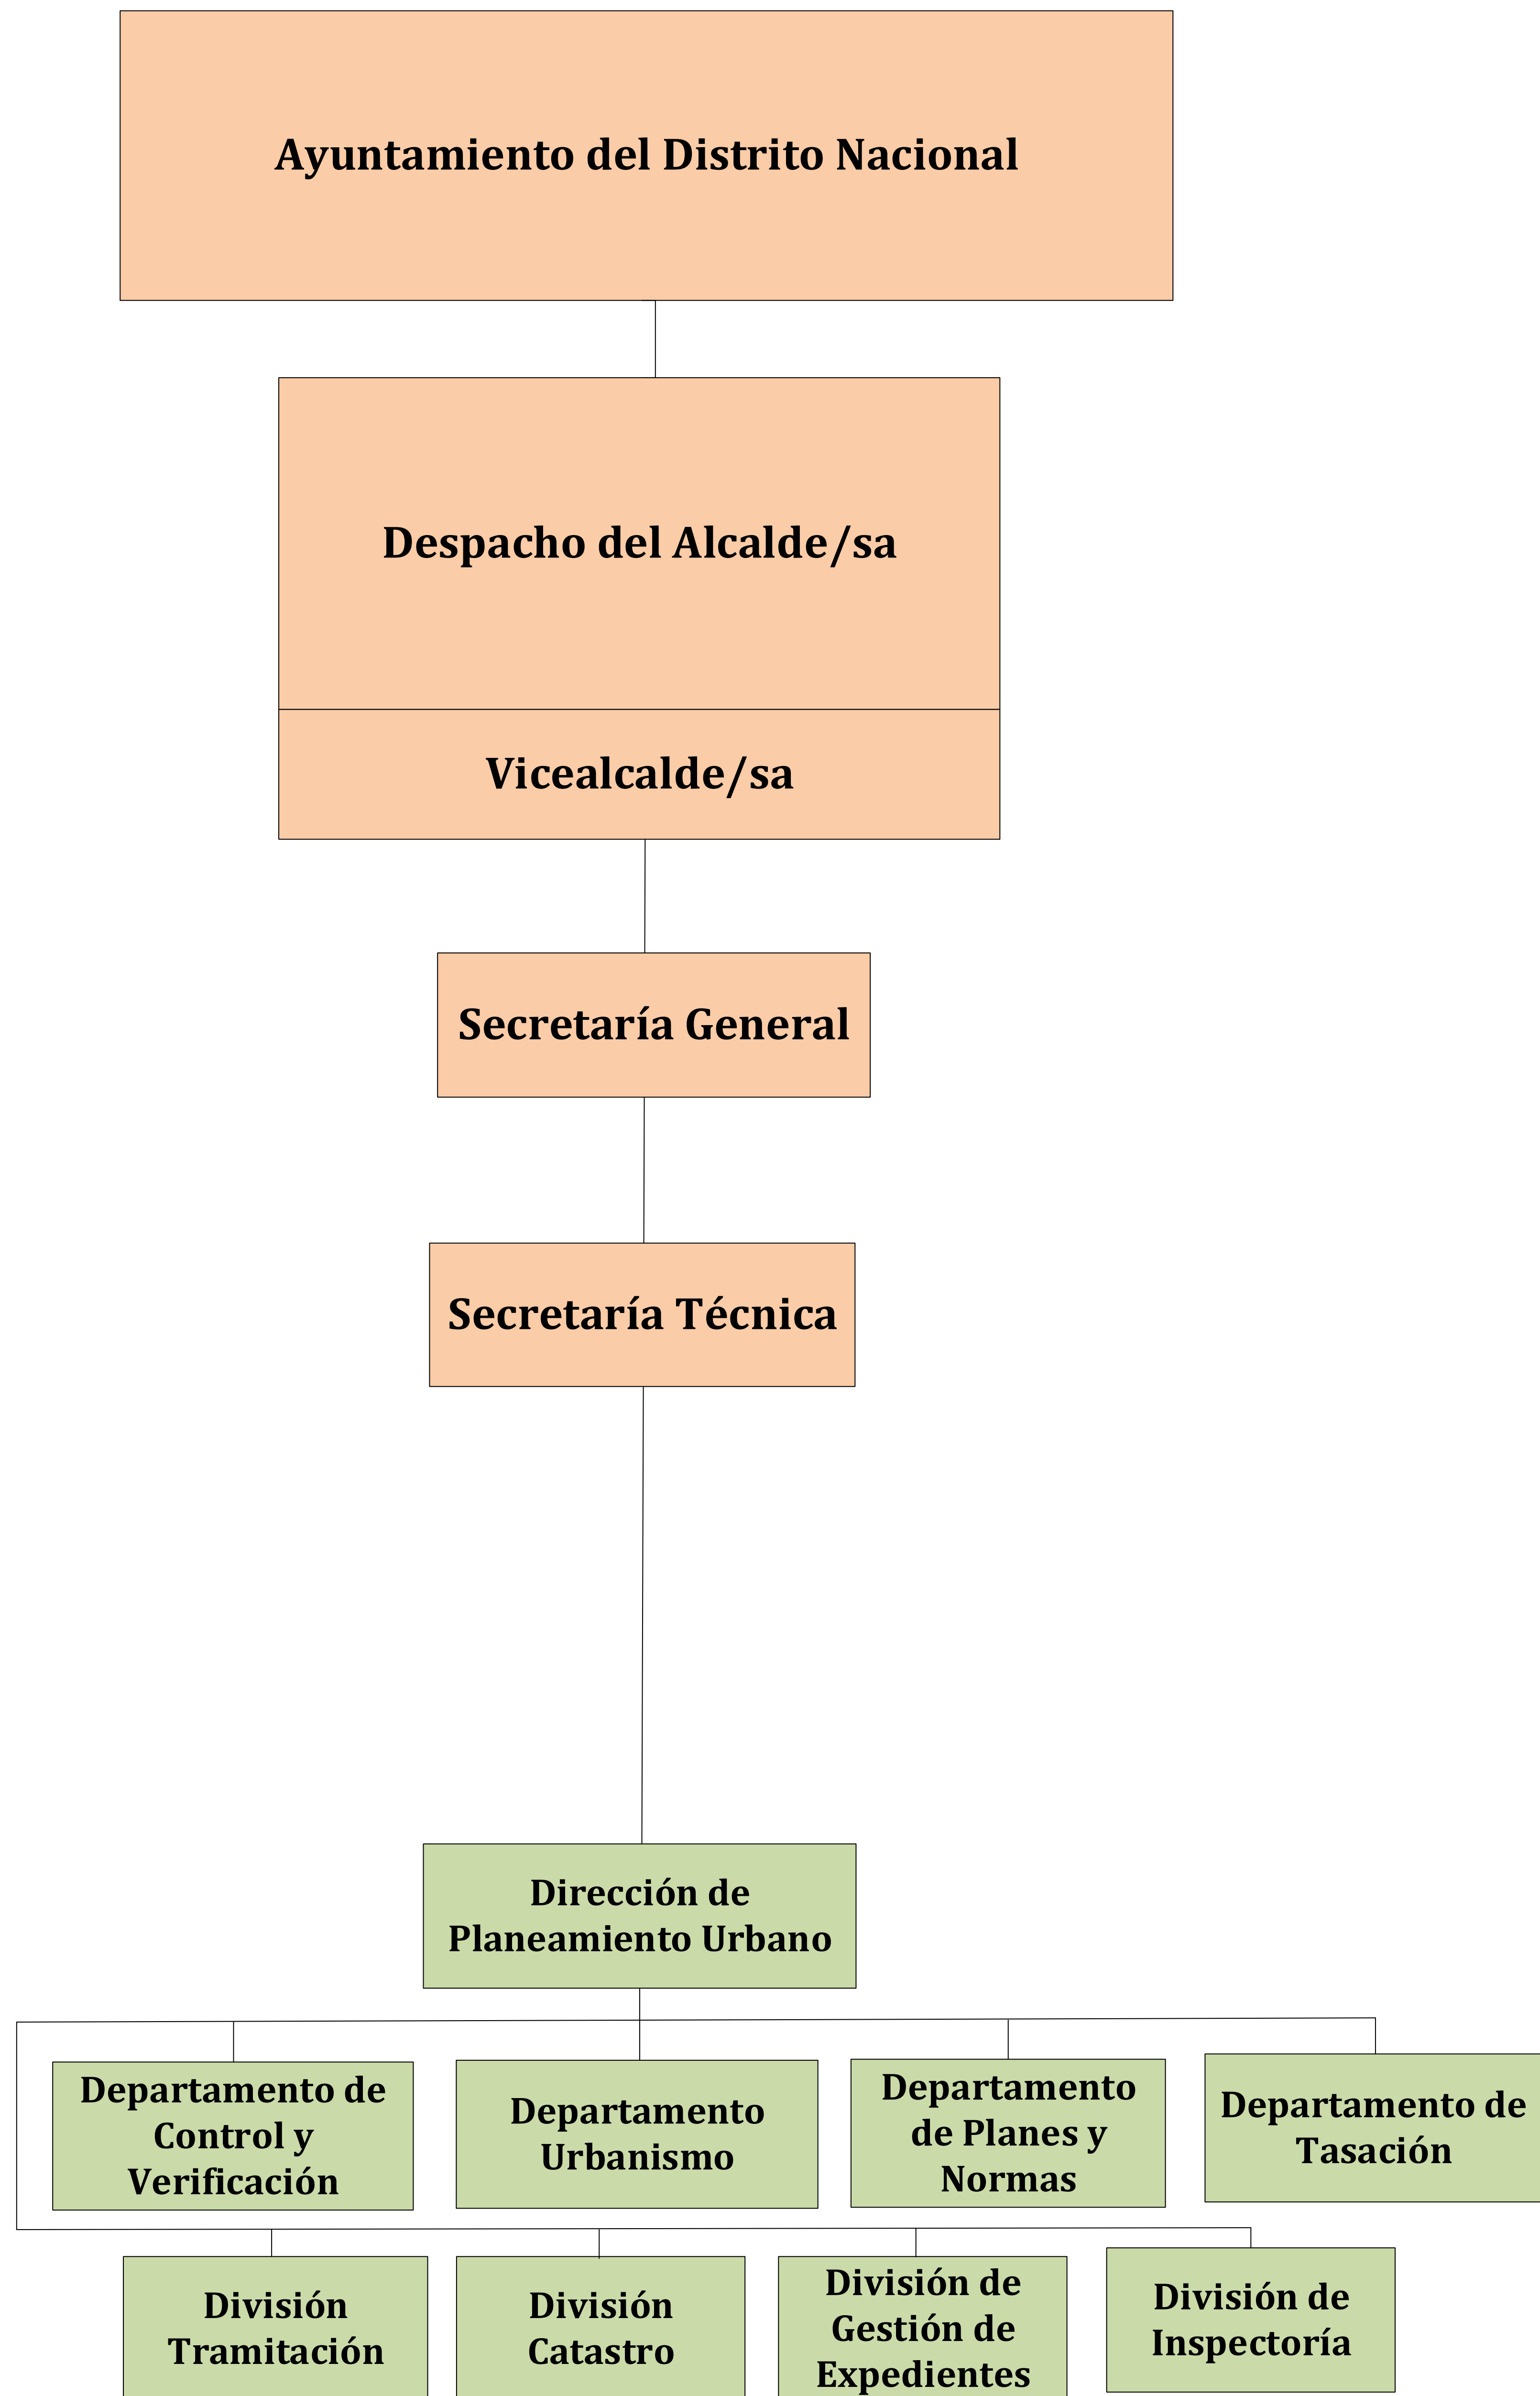 Ayuntamiento del Distrito Nacional
Despacho del Alcalde/sa
Vicealcalde/sa
Secretaría General
Secretaría Técnica
Dirección de
Planeamiento Urbano
Departamento de
Control y
Verificación
Departamento
Urbanismo
Departamento
de Planes y
Normas
Departamento de
Tasación
División
Tramitación
División
Catastro
División de
Gestión de
Expedientes
División de
Inspectoría